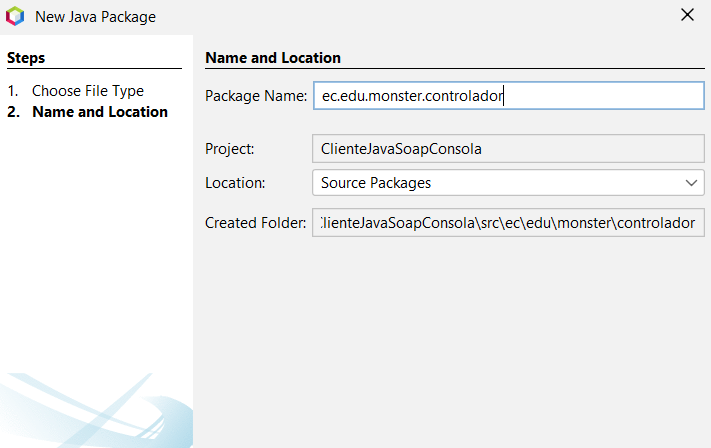 New Java Package
Steps
1. Choose File Type
2. Name and Location
Name and Location
Package Name: ec.edu.monster.controlador
Project: ClienteJavaSoapConsola
Location: Source Packages
Created Folder: lienteJavaSoapConsola\src\ec\edu\monster\controlador